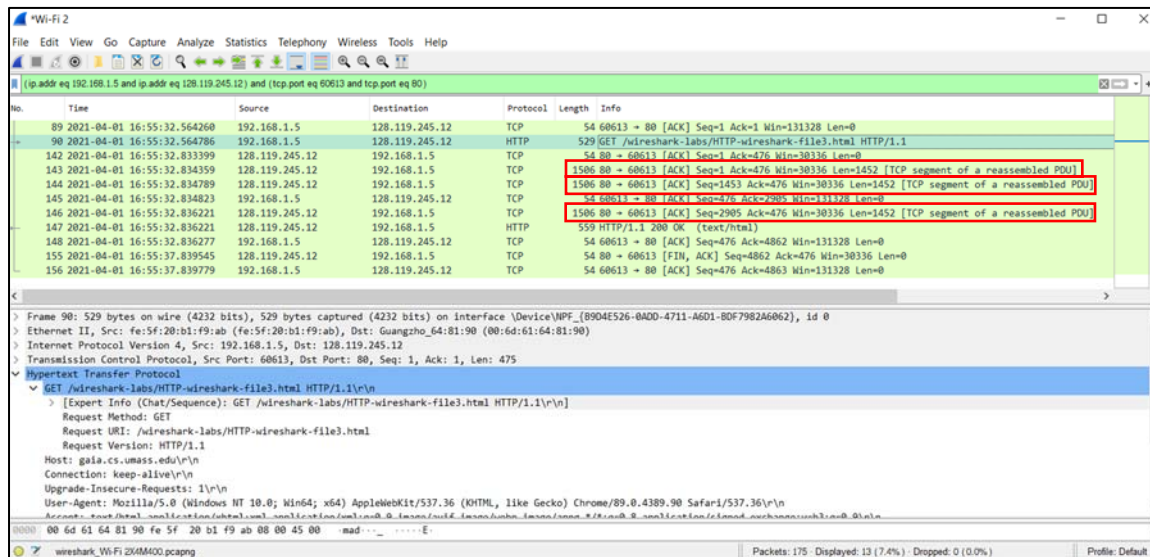 *Wi-Fi 2
File Edit View Go Capture Analyze Statistics Telephony Wireless Tools Help
(ip.addr eq 192.168.1.5 and ip.addr eq 128.119.245.12) and (tcp.port eq 60613 and tcp.port eq 80)
No. Time Source Destination Protocol Length Info
89 2021-04-01 16:55:32.564260 192.168.1.5 128.119.245.12 TCP 54 60613 → 80 [ACK] Seq=1 Ack=1 Win=131328 Len=0
90 2021-04-01 16:55:32.564786 192.168.1.5 128.119.245.12 HTTP 529 GET /wireshark-labs/HTTP-wireshark-file3.html HTTP/1.1
142 2021-04-01 16:55:32.833399 128.119.245.12 192.168.1.5 TCP 54 80 → 60613 [ACK] Seq=1 Ack=476 Win=30336 Len=0
143 2021-04-01 16:55:32.834359 128.119.245.12 192.168.1.5 TCP 1506 80 → 60613 [ACK] Seq=1 Ack=476 Win=30336 Len=1452 [TCP segment of a reassembled PDU]
144 2021-04-01 16:55:32.834789 128.119.245.12 192.168.1.5 TCP 1506 80 → 60613 [ACK] Seq=1453 Ack=476 Win=30336 Len=1452 [TCP segment of a reassembled PDU]
145 2021-04-01 16:55:32.834823 192.168.1.5 128.119.245.12 TCP 54 60613 → 80 [ACK] Seq=476 Ack=2905 Win=131328 Len=0
146 2021-04-01 16:55:32.836221 128.119.245.12 192.168.1.5 TCP 1506 80 → 60613 [ACK] Seq=2905 Ack=476 Win=30336 Len=1452 [TCP segment of a reassembled PDU]
147 2021-04-01 16:55:32.836221 128.119.245.12 192.168.1.5 HTTP 559 HTTP/1.1 200 OK (text/html)
148 2021-04-01 16:55:32.836277 192.168.1.5 128.119.245.12 TCP 54 60613 → 80 [ACK] Seq=476 Ack=4862 Win=131328 Len=0
155 2021-04-01 16:55:37.839545 128.119.245.12 192.168.1.5 TCP 54 80 → 60613 [FIN, ACK] Seq=4862 Ack=476 Win=30336 Len=0
156 2021-04-01 16:55:37.839779 192.168.1.5 128.119.245.12 TCP 54 60613 → 80 [ACK] Seq=476 Ack=4863 Win=131328 Len=0
Frame 90: 529 bytes on wire (4232 bits), 529 bytes captured (4232 bits) on interface \Device\NPF_{B9D4E526-0ADD-4711-A6D1-BDF7982A6062}, id 0
Ethernet II, Src: fe:5f:20:b1:f9:ab (fe:5f:20:b1:f9:ab), Dst: Guangzho_64:81:90 (00:6d:61:64:81:90)
Internet Protocol Version 4, Src: 192.168.1.5, Dst: 128.119.245.12
Transmission Control Protocol, Src Port: 60613, Dst Port: 80, Seq: 1, Ack: 1, Len: 475
Hypertext Transfer Protocol
GET /wireshark-labs/HTTP-wireshark-file3.html HTTP/1.1\r\n
[Expert Info (Chat/Sequence): GET /wireshark-labs/HTTP-wireshark-file3.html HTTP/1.1\r\n]
Request Method: GET
Request URI: /wireshark-labs/HTTP-wireshark-file3.html
Request Version: HTTP/1.1
Host: gaia.cs.umass.edu\r\n
Connection: keep-alive\r\n
Upgrade-Insecure-Requests: 1\r\n
User-Agent: Mozilla/5.0 (Windows NT 10.0; Win64; x64) AppleWebKit/537.36 (KHTML, like Gecko) Chrome/89.0.4389.90 Safari/537.36\r\n
0000 00 6d 61 64 81 90 fe 5f 20 b1 f9 ab 08 00 45 00 ·mad···_ ·····E·
wireshark_Wi-Fi 2X4M400.pcapng Packets: 175 · Displayed: 13 (7.4%) · Dropped: 0 (0.0%) Profile: Default